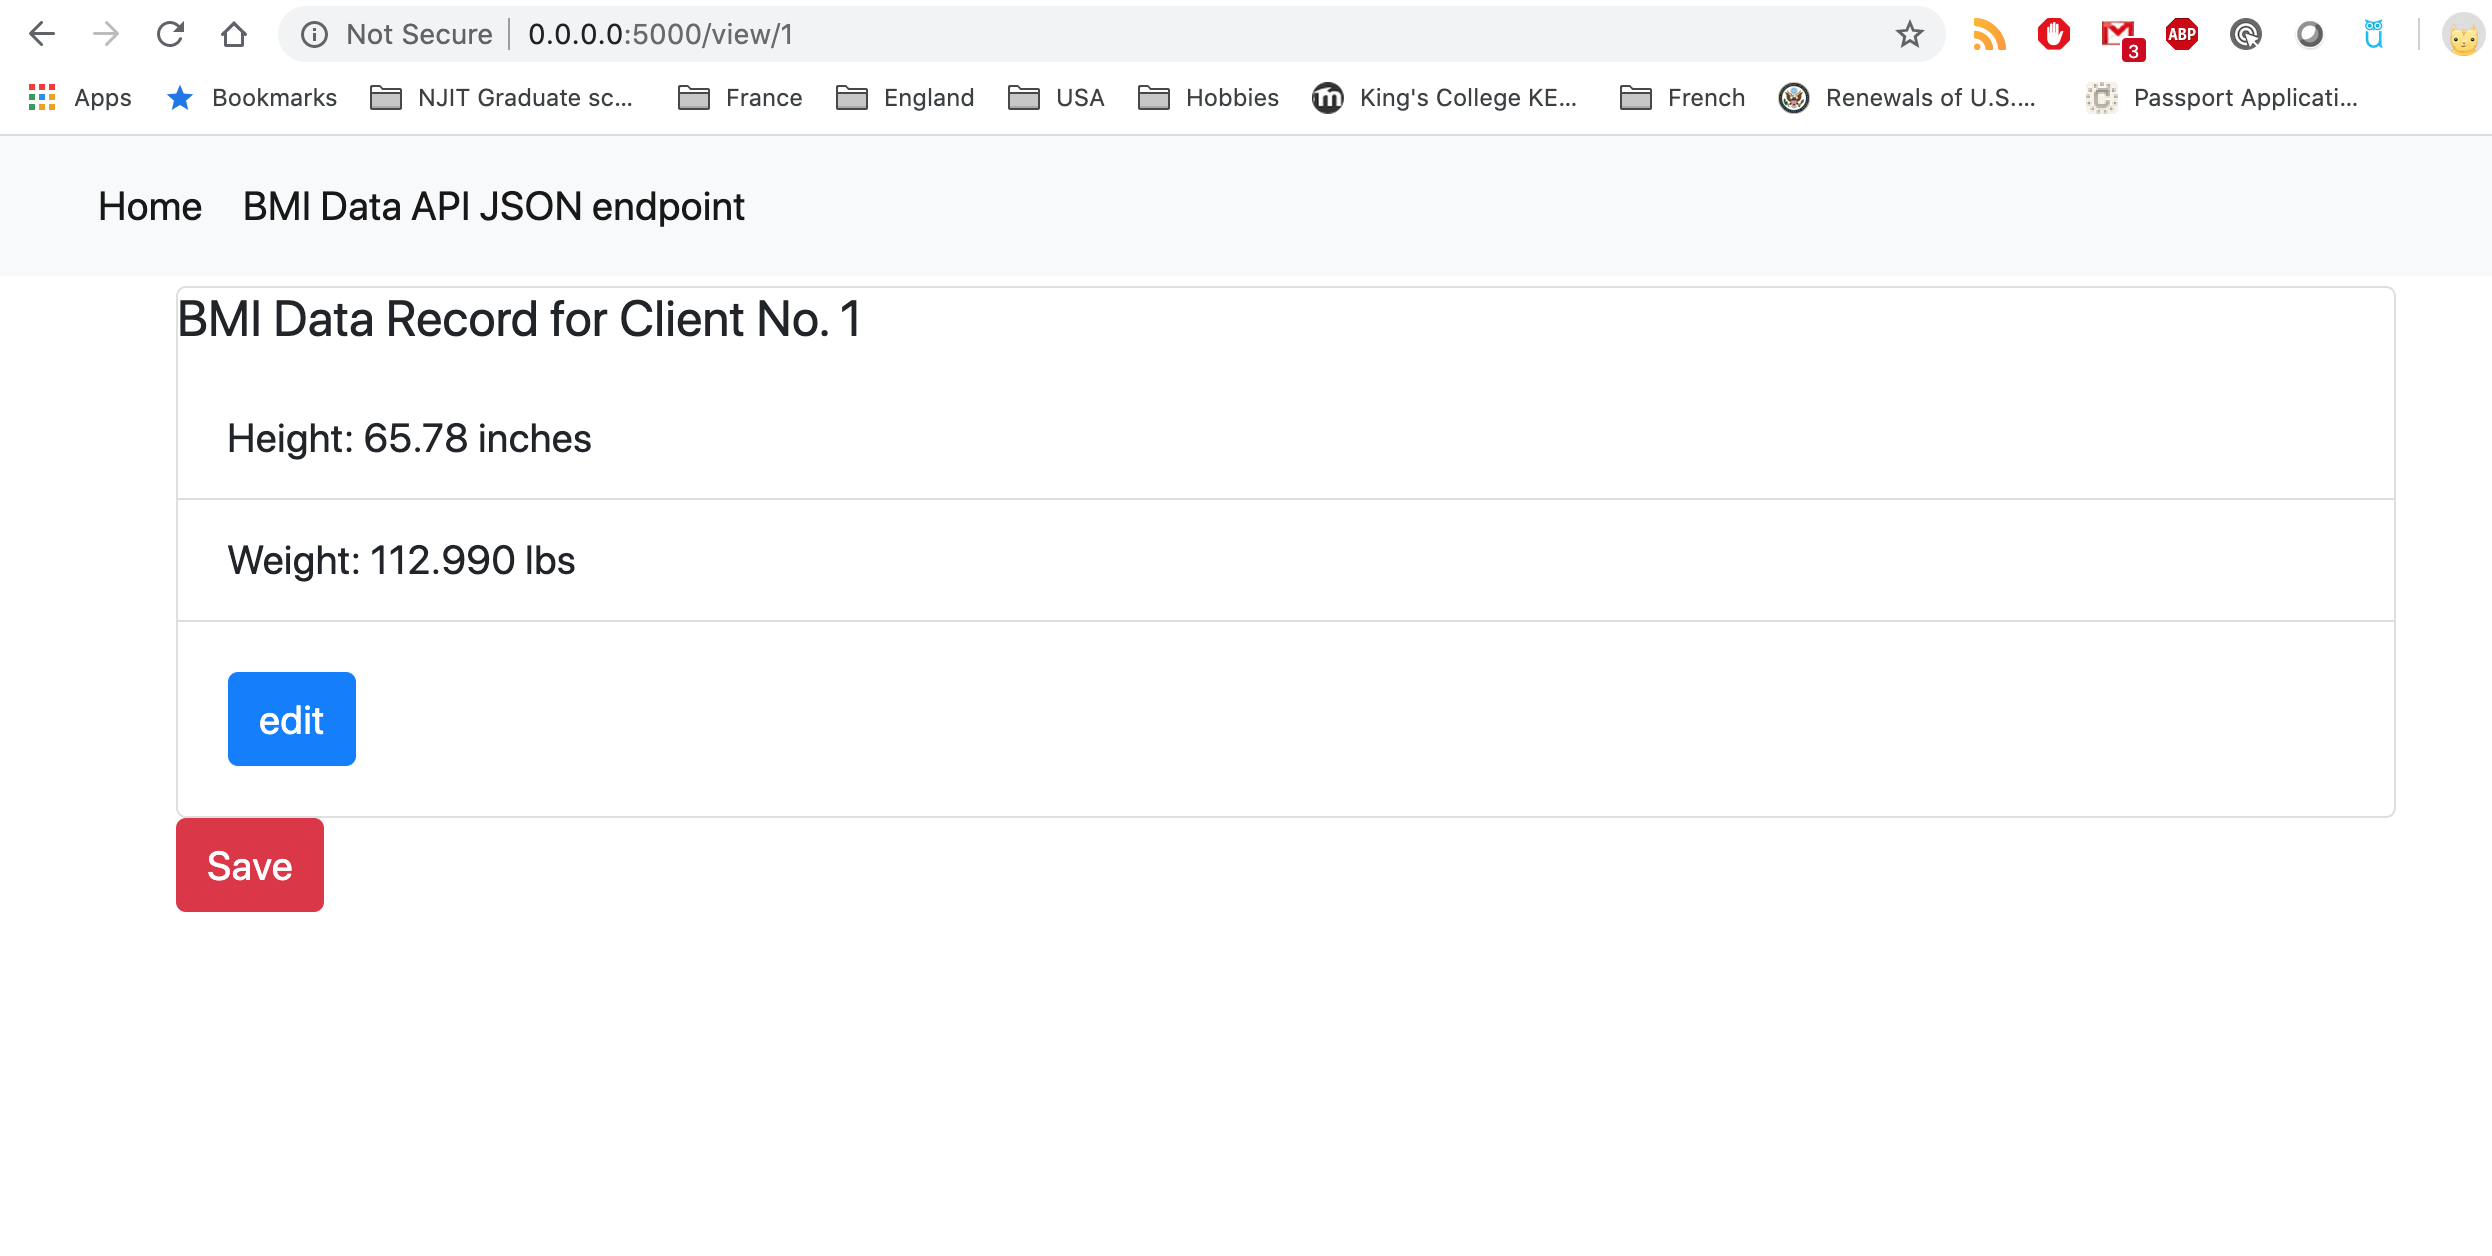 Not Secure 0.0.0.0:5000/view/1
3 ABP
Apps Bookmarks NJIT Graduate sc... France England USA Hobbies King's College KE... French Renewals of U.S.... Passport Applicati...
Home BMI Data API JSON endpoint
BMI Data Record for Client No. 1
Height: 65.78 inches
Weight: 112.990 lbs
edit
Save